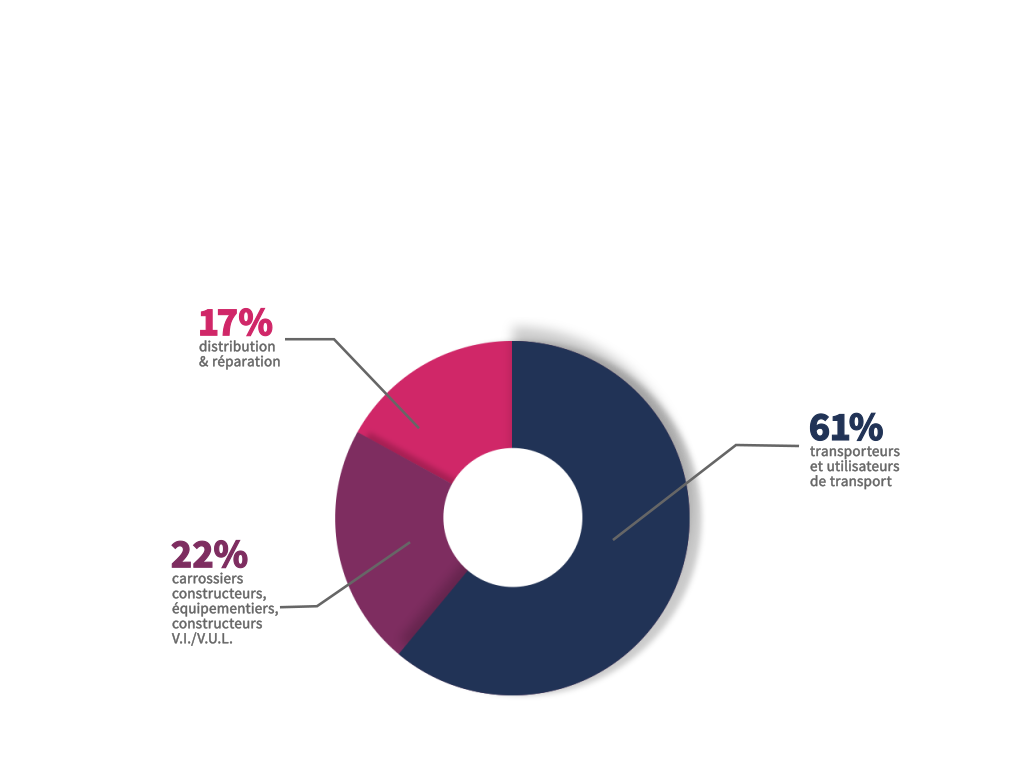 17%
distribution
& réparation
61%
transporteurs
et utilisateurs
de transport
22%
carrossiers
constructeurs,
équipementiers,
constructeurs
V.I./V.U.L.